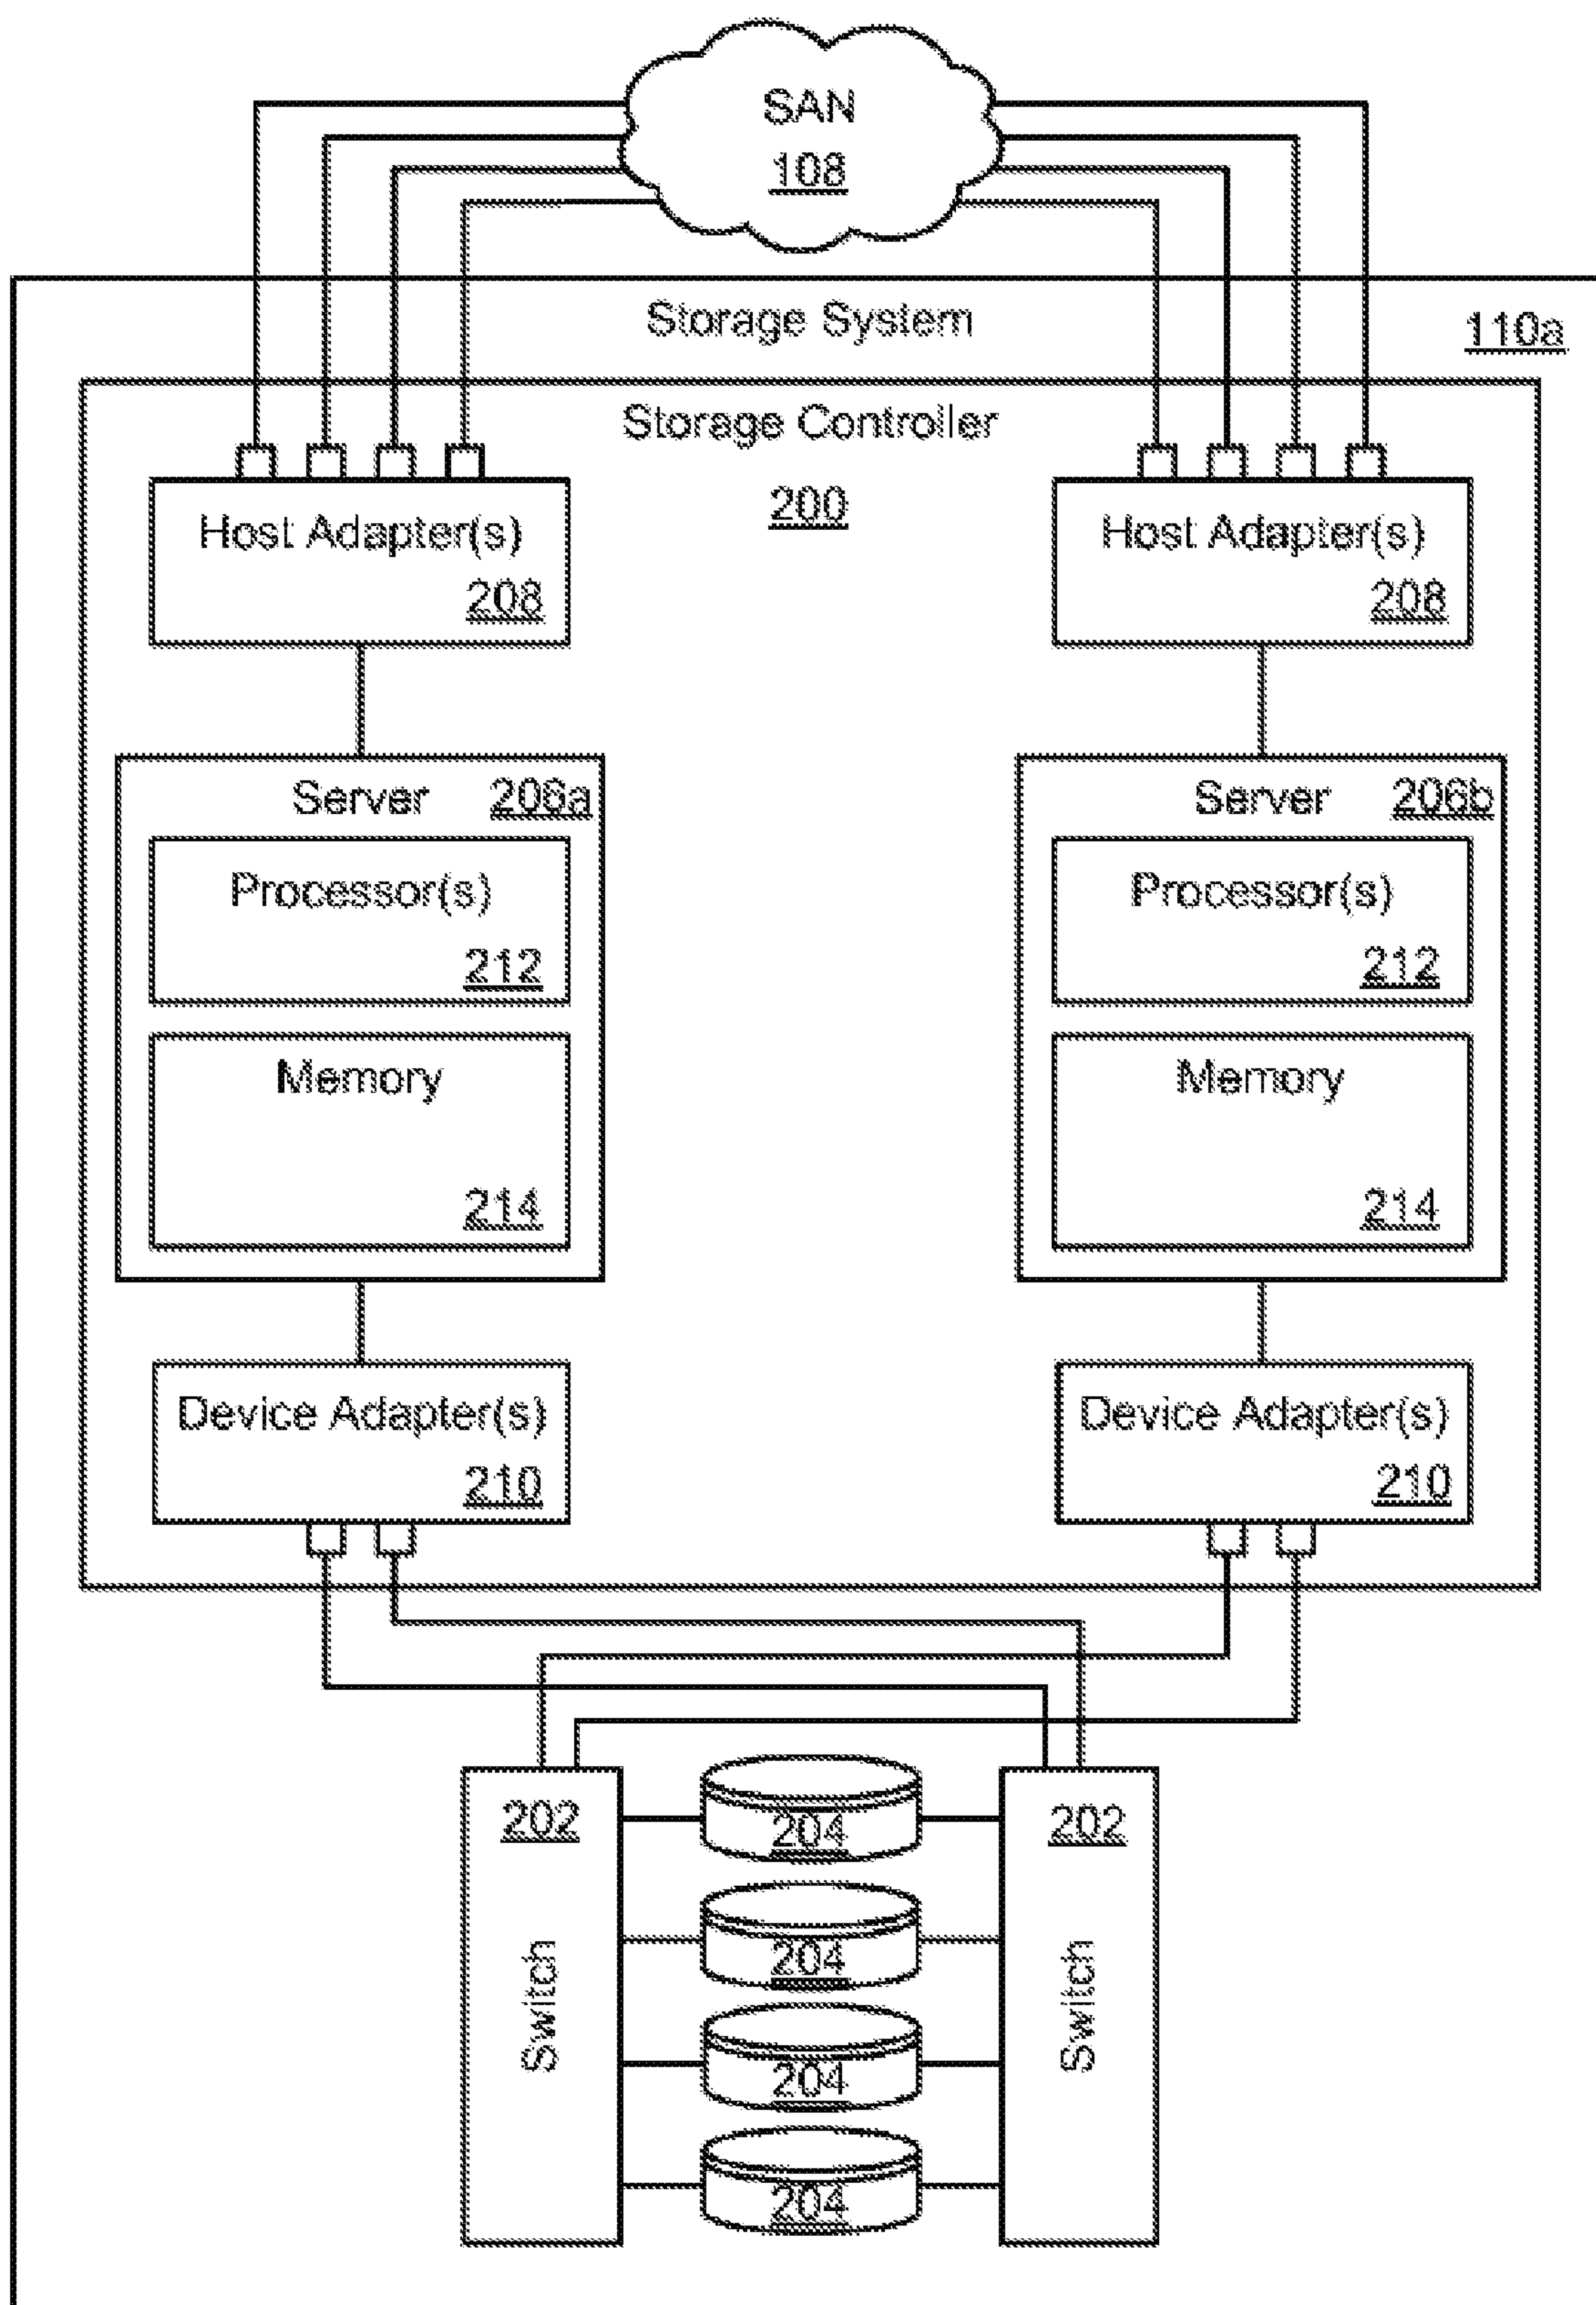 SAN
108
Storage System
110a
Storage Controller
200
Host Adapter(s)
208
Host Adapter(s)
208
Server 206a
Processor(s)
212
Memory
214
Server 206b
Processor(s)
212
Memory
214
Device Adapter(s)
210
Device Adapter(s)
210
202
Switch
204
204
204
204
202
Switch